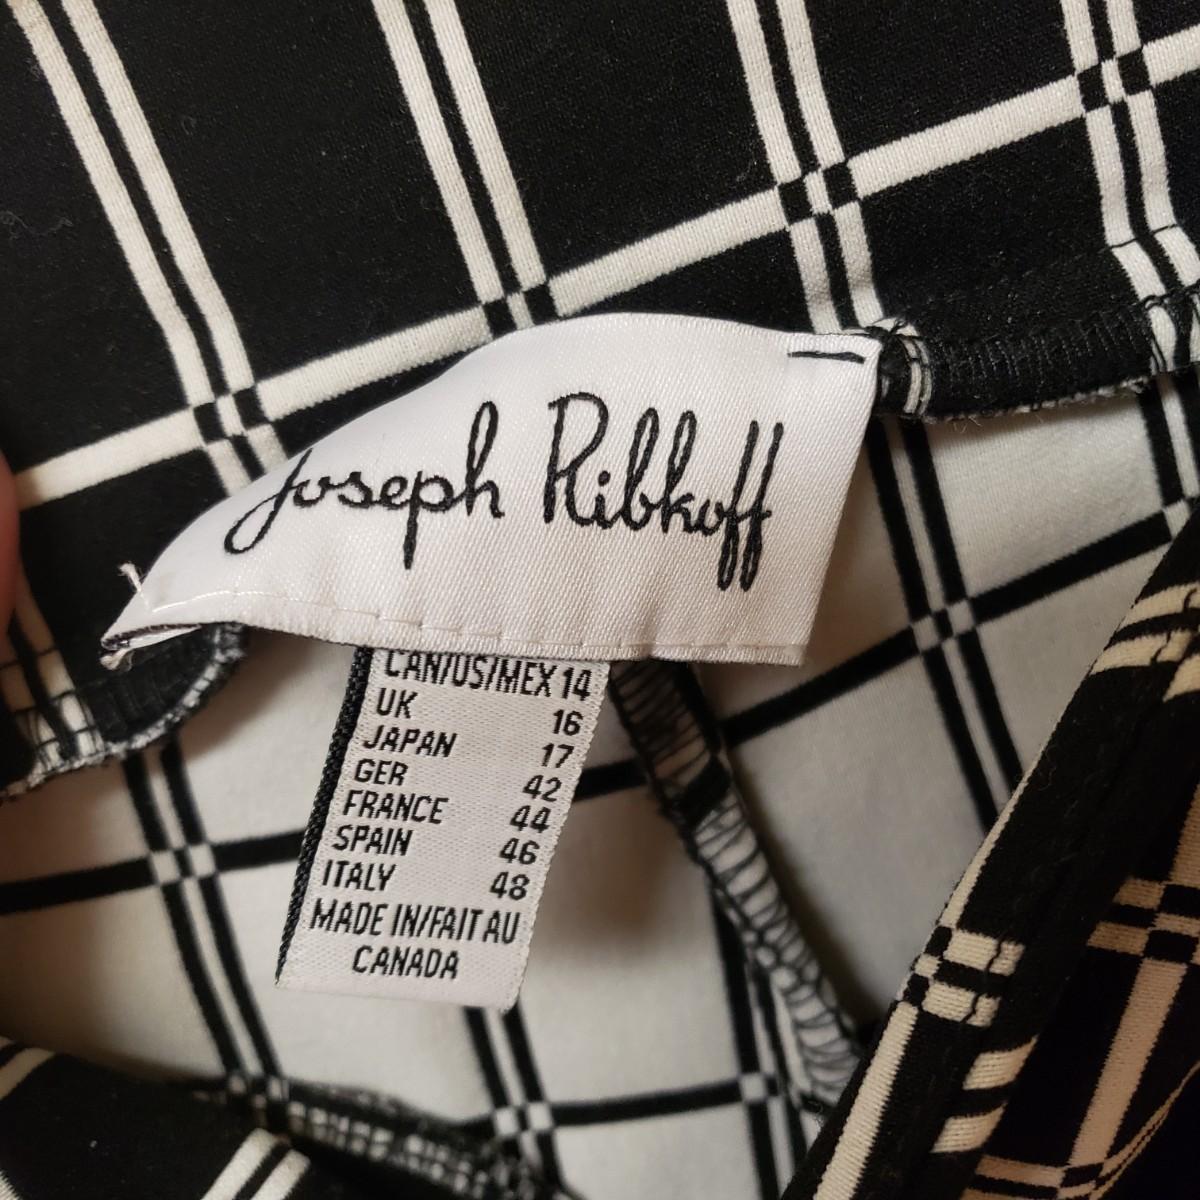 Joseph Ribkoff
CAN/US/MEX 14
UK 16
JAPAN 17
GER 42
FRANCE 44
SPAIN 46
ITALY 48
MADE IN/FAIT AU
CANADA